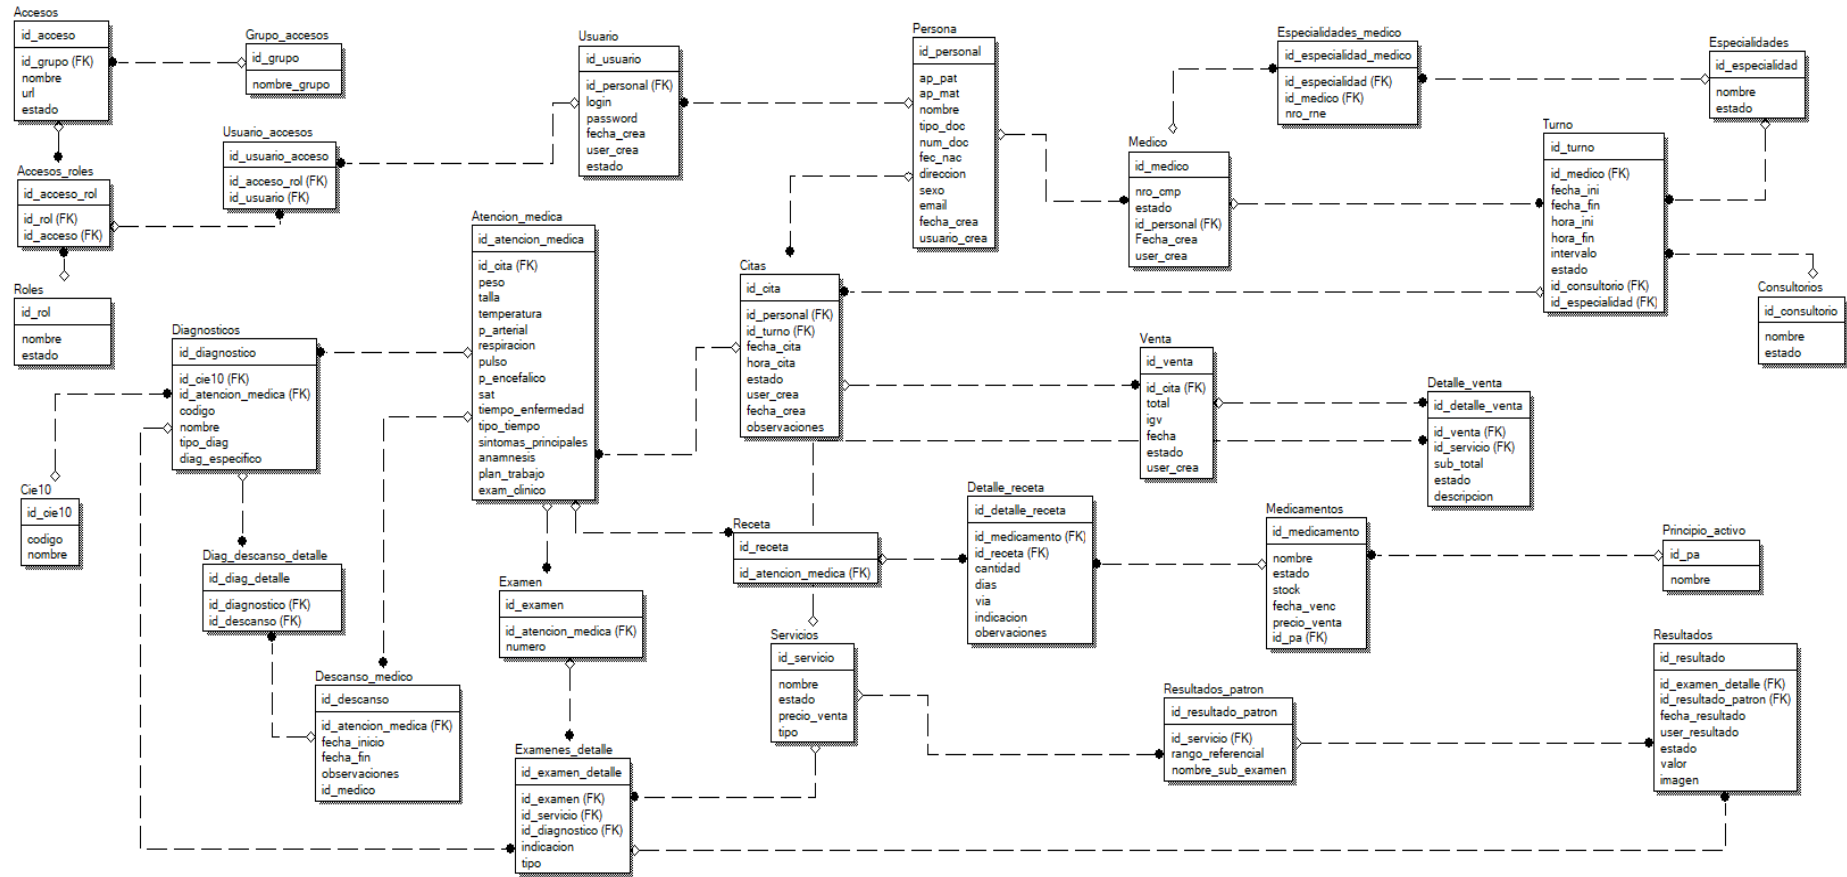 Accesos
id_acceso
id_grupo (FK)
nombre
url
estado
Grupo_accesos
id_grupo
nombre_grupo
Usuario_accesos
id_usuario_acceso
id_acceso_rol (FK)
id_usuario (FK)
Accesos_roles
id_acceso_rol
id_rol (FK)
id_acceso (FK)
Roles
id_rol
nombre
estado
Usuario
id_usuario
id_personal (FK)
login
password
fecha_crea
user_crea
estado
Persona
id_personal
ap_pat
ap_mat
nombre
tipo_doc
num_doc
fec_nac
direccion
sexo
email
fecha_crea
usuario_crea
Especialidades_medico
id_especialidad_medico
id_especialidad (FK)
id_medico (FK)
nro_rne
Especialidades
id_especialidad
nombre
estado
Medico
id_medico
nro_cmp
estado
id_personal (FK)
Fecha_crea
user_crea
Turno
id_turno
id_medico (FK)
fecha_ini
fecha_fin
hora_ini
hora_fin
intervalo
estado
id_consultorio (FK)
id_especialidad (FK)
Consultorios
id_consultorio
nombre
estado
Atencion_medica
id_atencion_medica
id_cita (FK)
peso
talla
temperatura
p_arterial
respiracion
pulso
p_encefalico
sat
tiempo_enfermedad
tipo_tiempo
sintomas_principales
anamnesis
plan_trabajo
exam_clinico
Citas
id_cita
id_personal (FK)
id_turno (FK)
fecha_cita
hora_cita
estado
user_crea
fecha_crea
observaciones
Venta
id_venta
id_cita (FK)
total
igv
fecha
estado
user_crea
Detalle_venta
id_detalle_venta
id_venta (FK)
id_servicio (FK)
sub_total
estado
descripcion
Diagnosticos
id_diagnostico
id_cie10 (FK)
id_atencion_medica (FK)
codigo
nombre
tipo_diag
diag_especifico
Cie10
id_cie10
codigo
nombre
Diag_descanso_detalle
id_diag_detalle
id_diagnostico (FK)
id_descanso (FK)
Descanso_medico
id_descanso
id_atencion_medica (FK)
fecha_inicio
fecha_fin
observaciones
id_medico
Examen
id_examen
id_atencion_medica (FK)
numero
Receta
id_receta
id_atencion_medica (FK)
Detalle_receta
id_detalle_receta
id_medicamento (FK)
id_receta (FK)
cantidad
dias
via
indicacion
obervaciones
Medicamentos
id_medicamento
nombre
estado
stock
fecha_venc
precio_venta
id_pa (FK)
Principio_activo
id_pa
nombre
Servicios
id_servicio
nombre
estado
precio_venta
tipo
Examenes_detalle
id_examen_detalle
id_examen (FK)
id_servicio (FK)
id_diagnostico (FK)
indicacion
tipo
Resultados_patron
id_resultado_patron
id_servicio (FK)
rango_referencial
nombre_sub_examen
Resultados
id_resultado
id_examen_detalle (FK)
id_resultado_patron (FK)
fecha_resultado
user_resultado
estado
valor
imagen